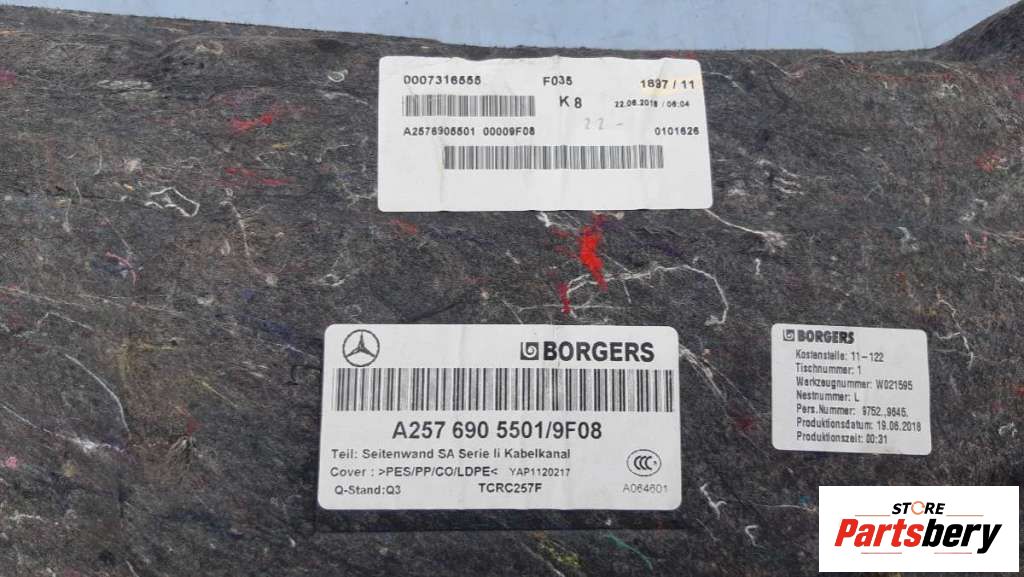 0007316555 F035 1897 / 11
K 8 22.06.2018 / 06:04
22-
A2576905501 00009F08 0101626
BORGERS
A257 690 5501/9F08
Teil: Seitenwand SA Serie li Kabelkanal
Cover : >PES/PP/CO/LDPE< YAP1120217
Q-Stand:Q3 TCRC257F A064601
BORGERS
Kostenstelle: 11-122
Tischnummer: 1
Werkzeugnummer: W021595
Nestnummer: L
Pers.Nummer: 9752.,9645,
Produktionsdatum: 19.06.2018
Produktionszeit: 00:31
STORE
Partsbery